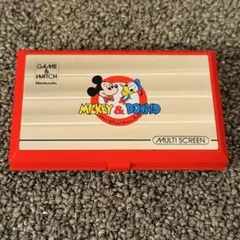 GAME &
WATCH
Nintendo
MICKEY & DONALD
MULTI SCREEN